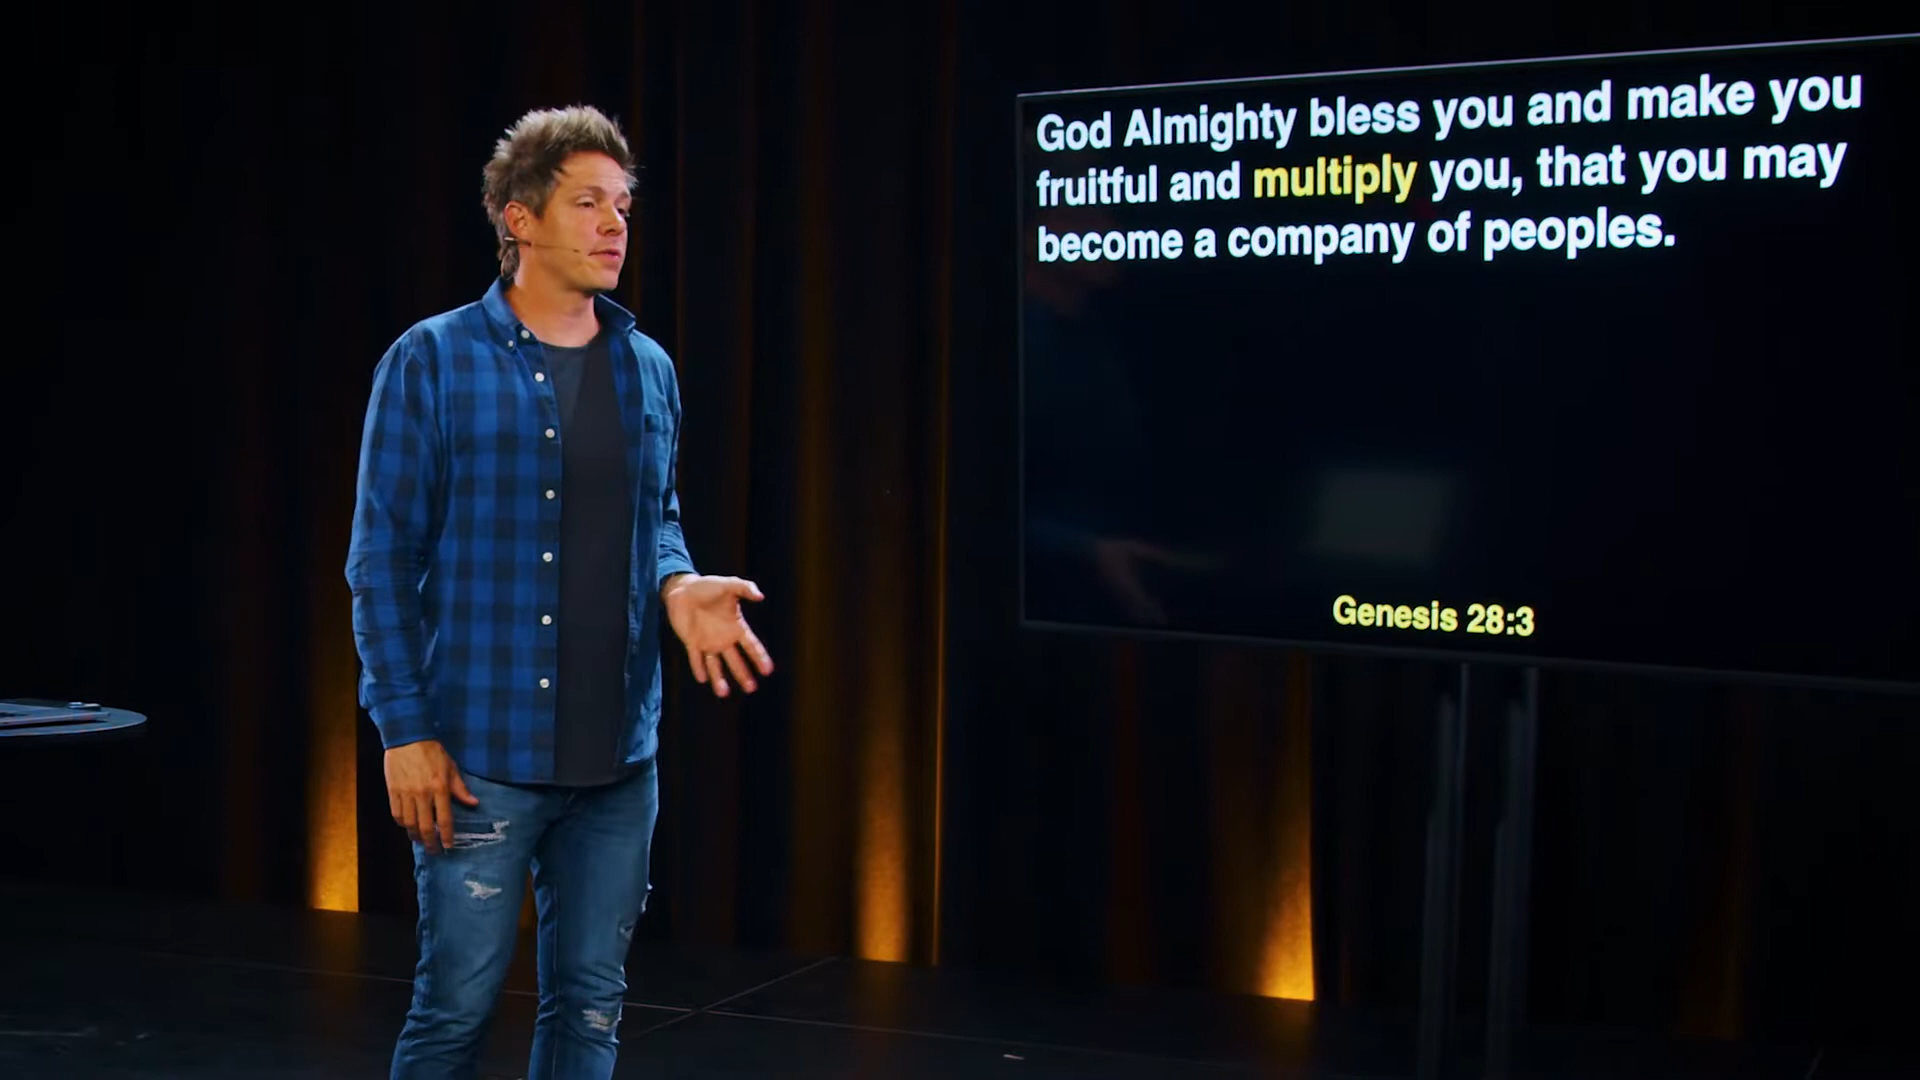 God Almighty bless you and make you
fruitful and multiply you, that you may
become a company of peoples.
Genesis 28:3